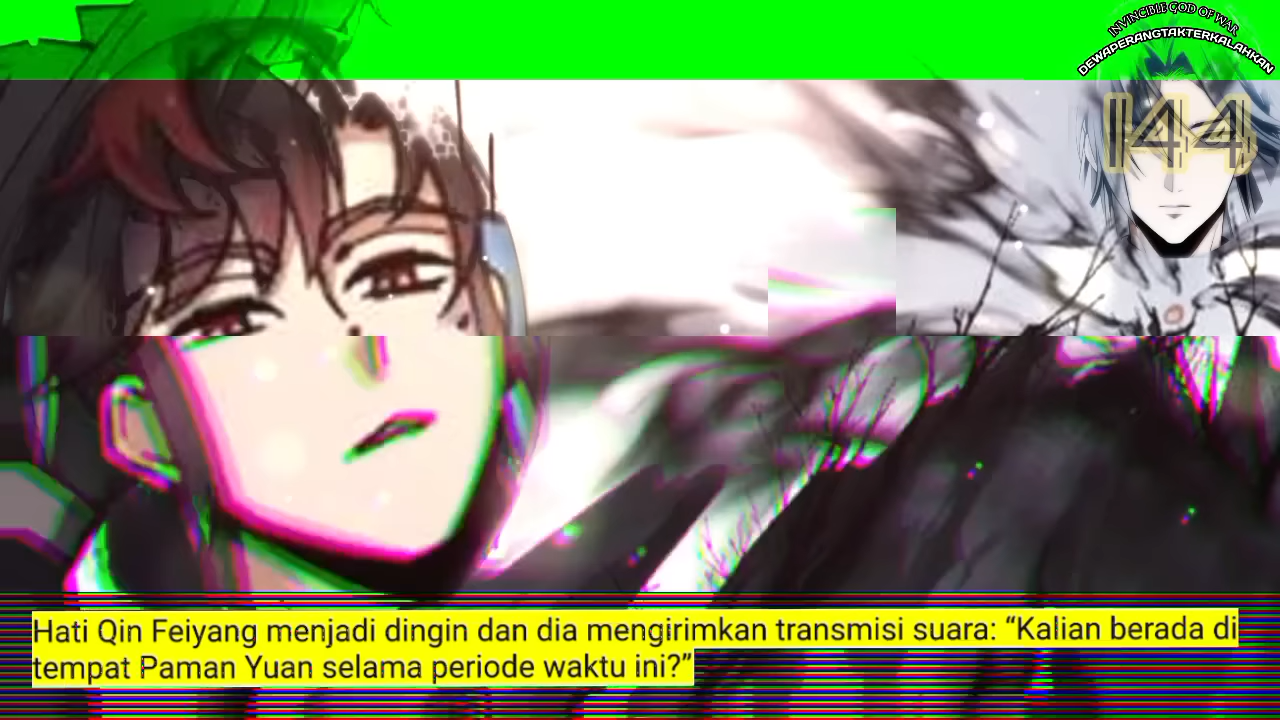 INVINCIBLE GOD OF WAR
DEWAPERANGTAKTERKALAHKAN
144
Hati Qin Feiyang menjadi dingin dan dia mengirimkan transmisi suara: “Kalian berada di
tempat Paman Yuan selama periode waktu ini?”